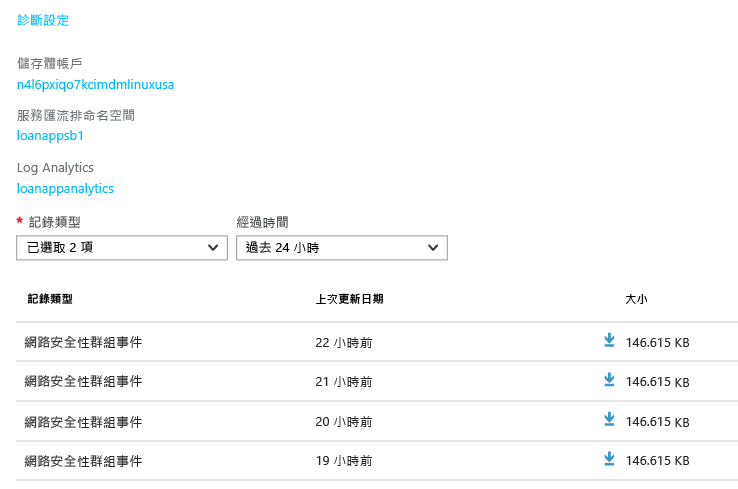 診斷設定
儲存體帳戶
n4l6pxiqo7kcimdmlinuxusa
服務匯流排命名空間
loanappsb1
Log Analytics
loanappanalytics
* 記錄類型 經過時間
已選取 2 項 過去 24 小時
記錄類型 上次更新日期 大小
網路安全性群組事件 22 小時前 146.615 KB
網路安全性群組事件 21 小時前 146.615 KB
網路安全性群組事件 20 小時前 146.615 KB
網路安全性群組事件 19 小時前 146.615 KB